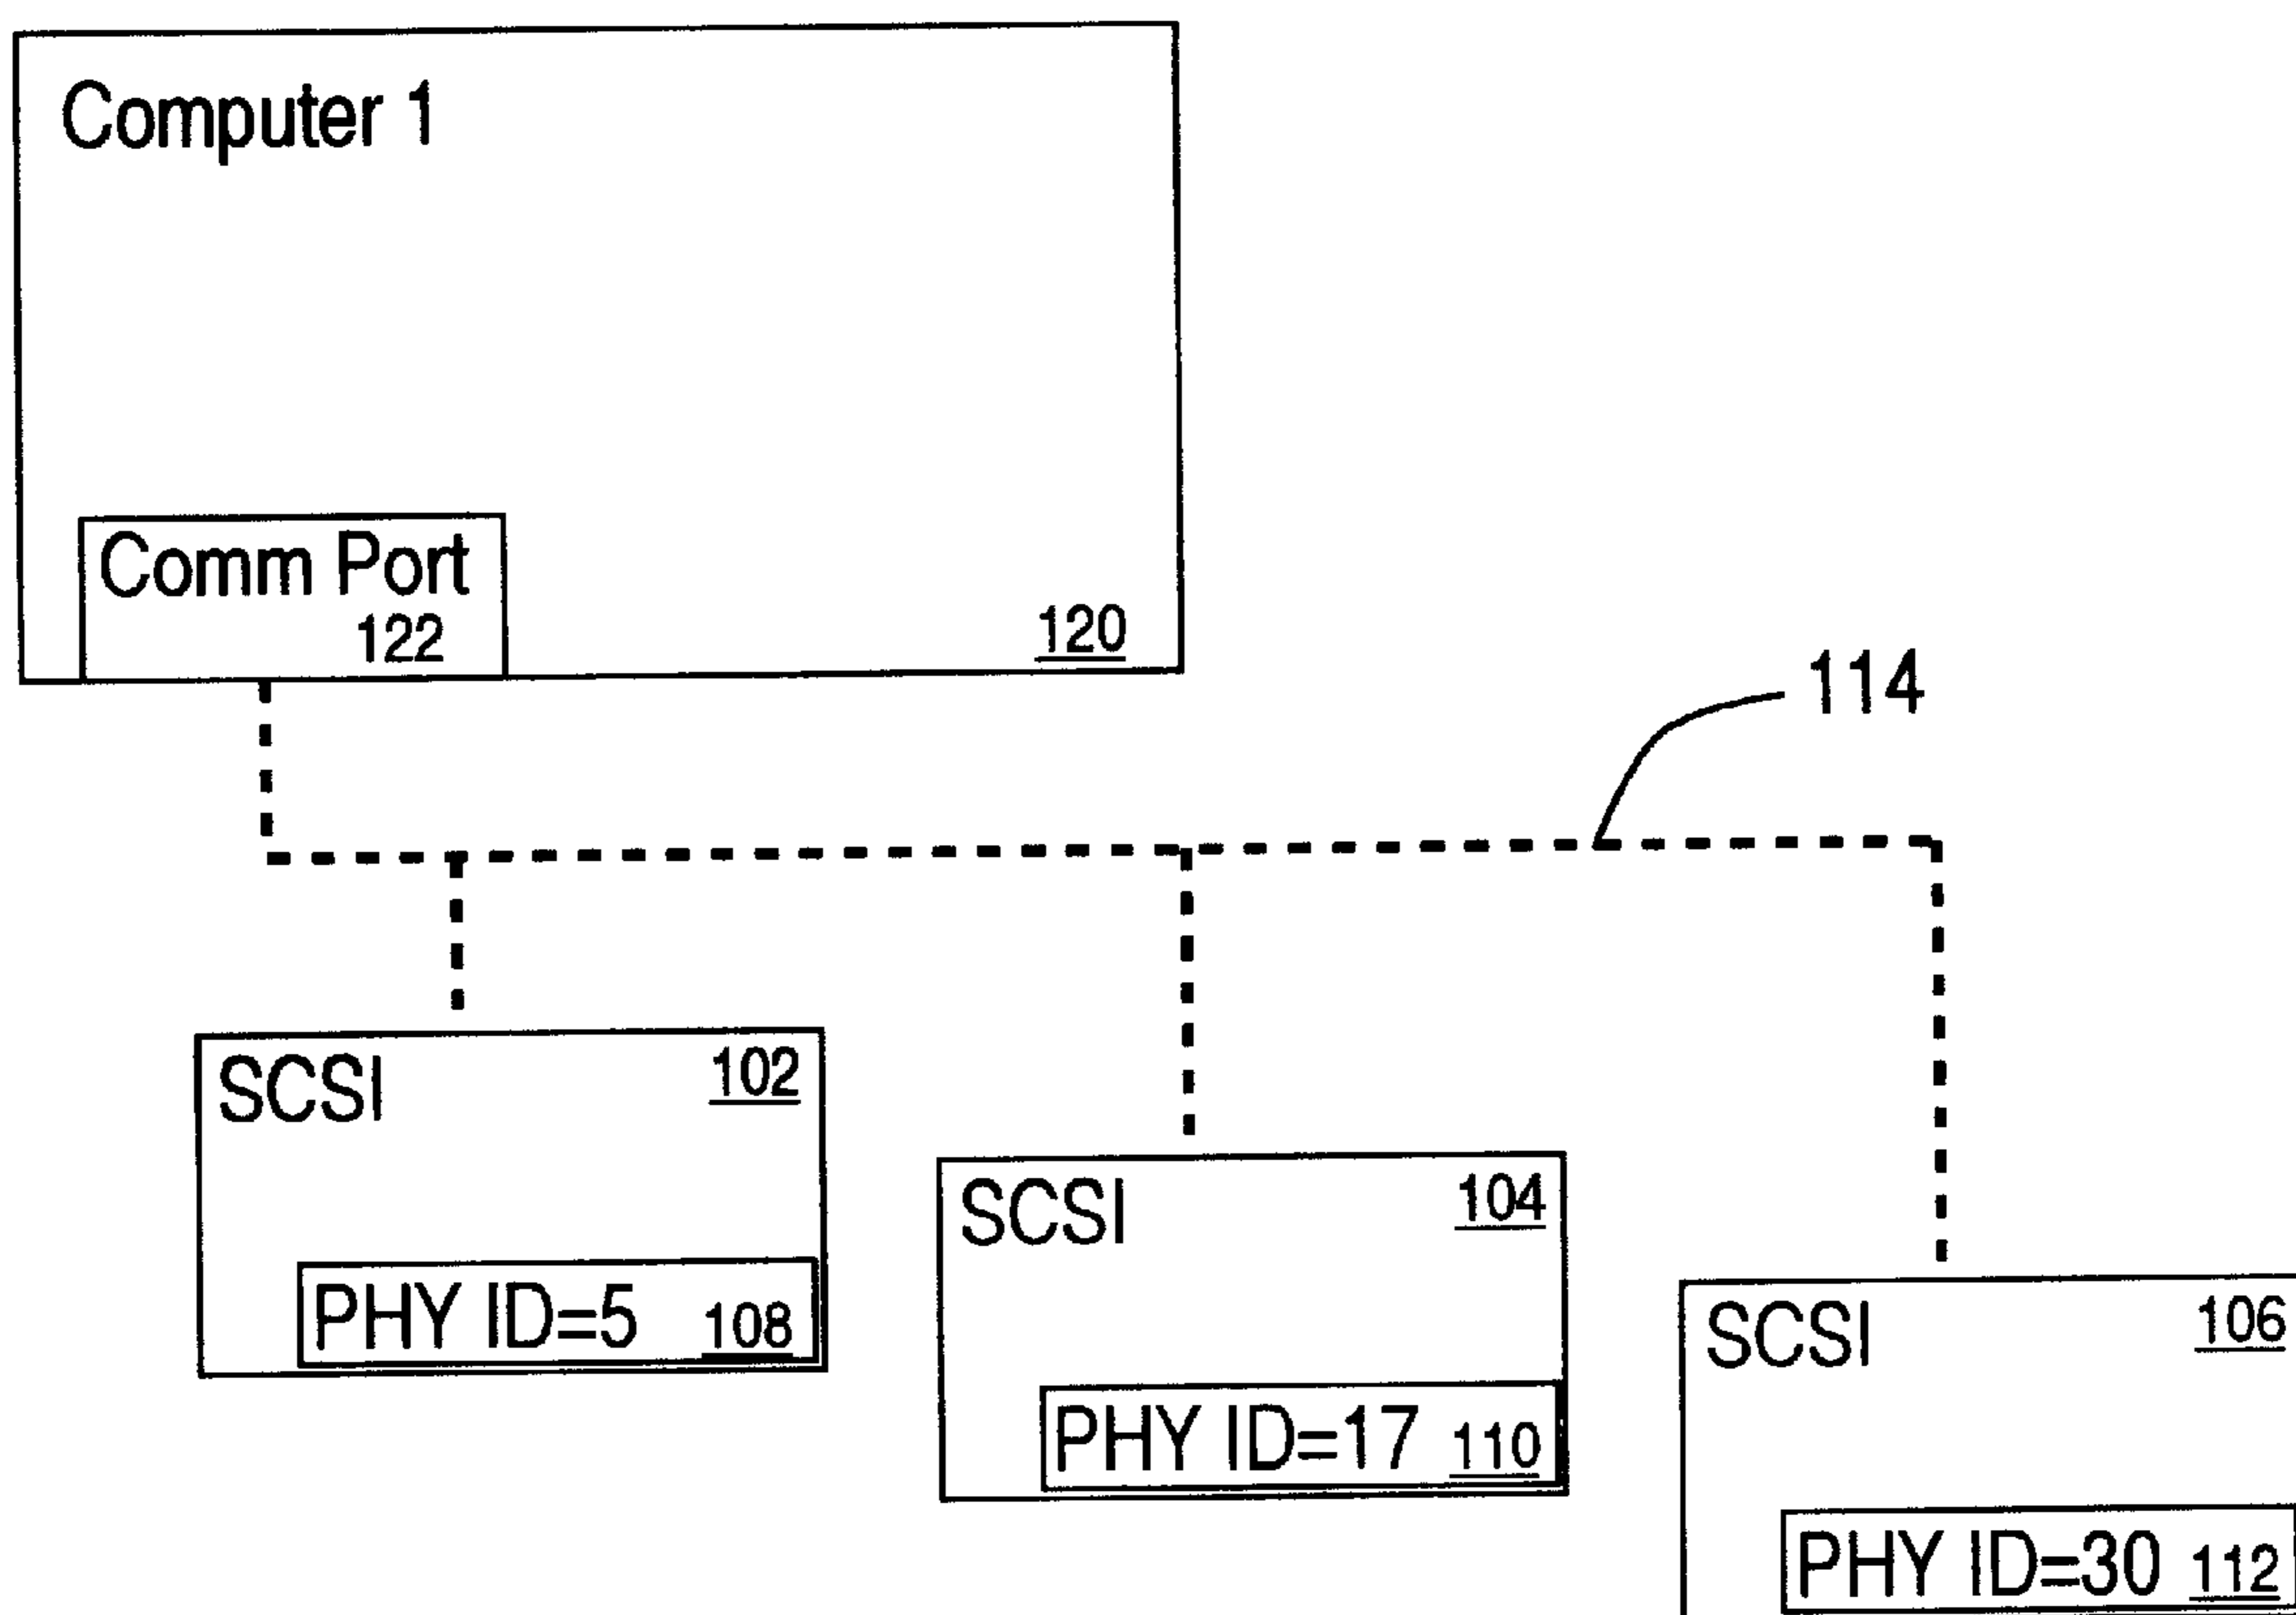 Computer 1
Comm Port
122
120
114
SCSI 102
PHY ID=5 108
SCSI 104
PHY ID=17 110
SCSI 106
PHY ID=30 112